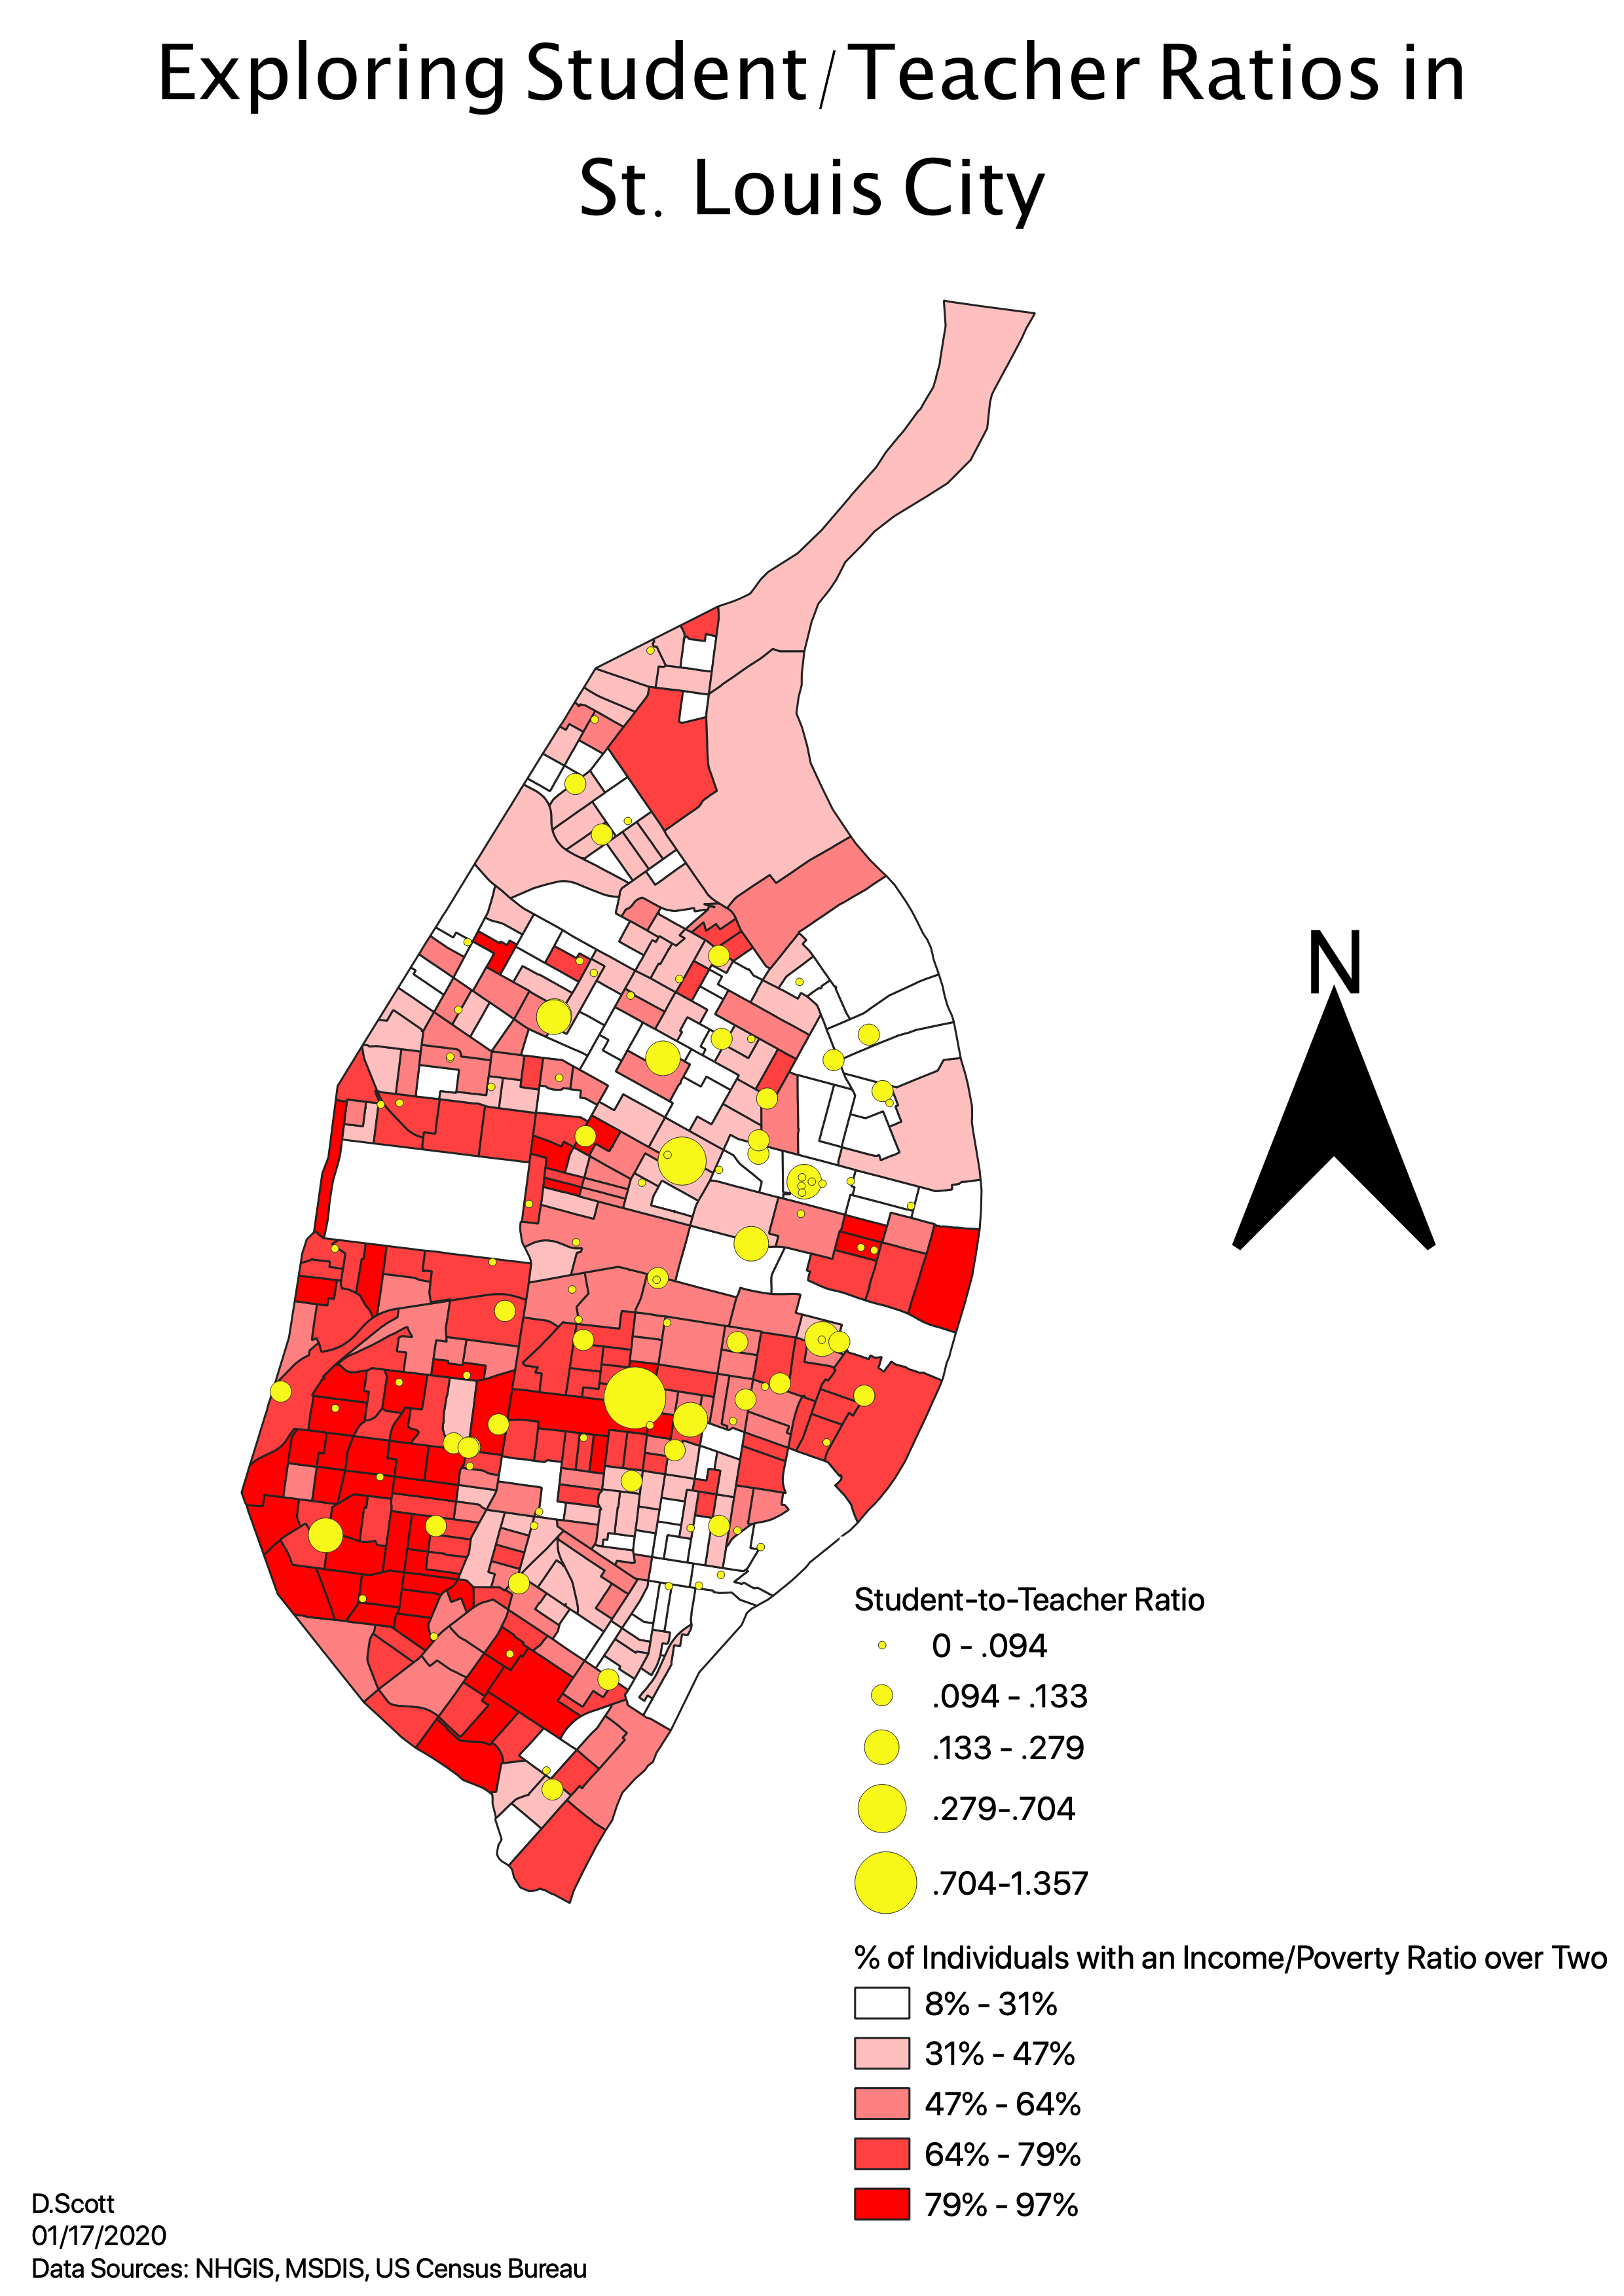 Exploring Student/Teacher Ratios in
St. Louis City
N
Student-to-Teacher Ratio
0 - .094
.094 - .133
.133 - .279
.279-.704
.704-1.357
% of Individuals with an Income/Poverty Ratio over Two
8% - 31%
31% - 47%
47% - 64%
64% - 79%
79% - 97%
D.Scott
01/17/2020
Data Sources: NHGIS, MSDIS, US Census Bureau